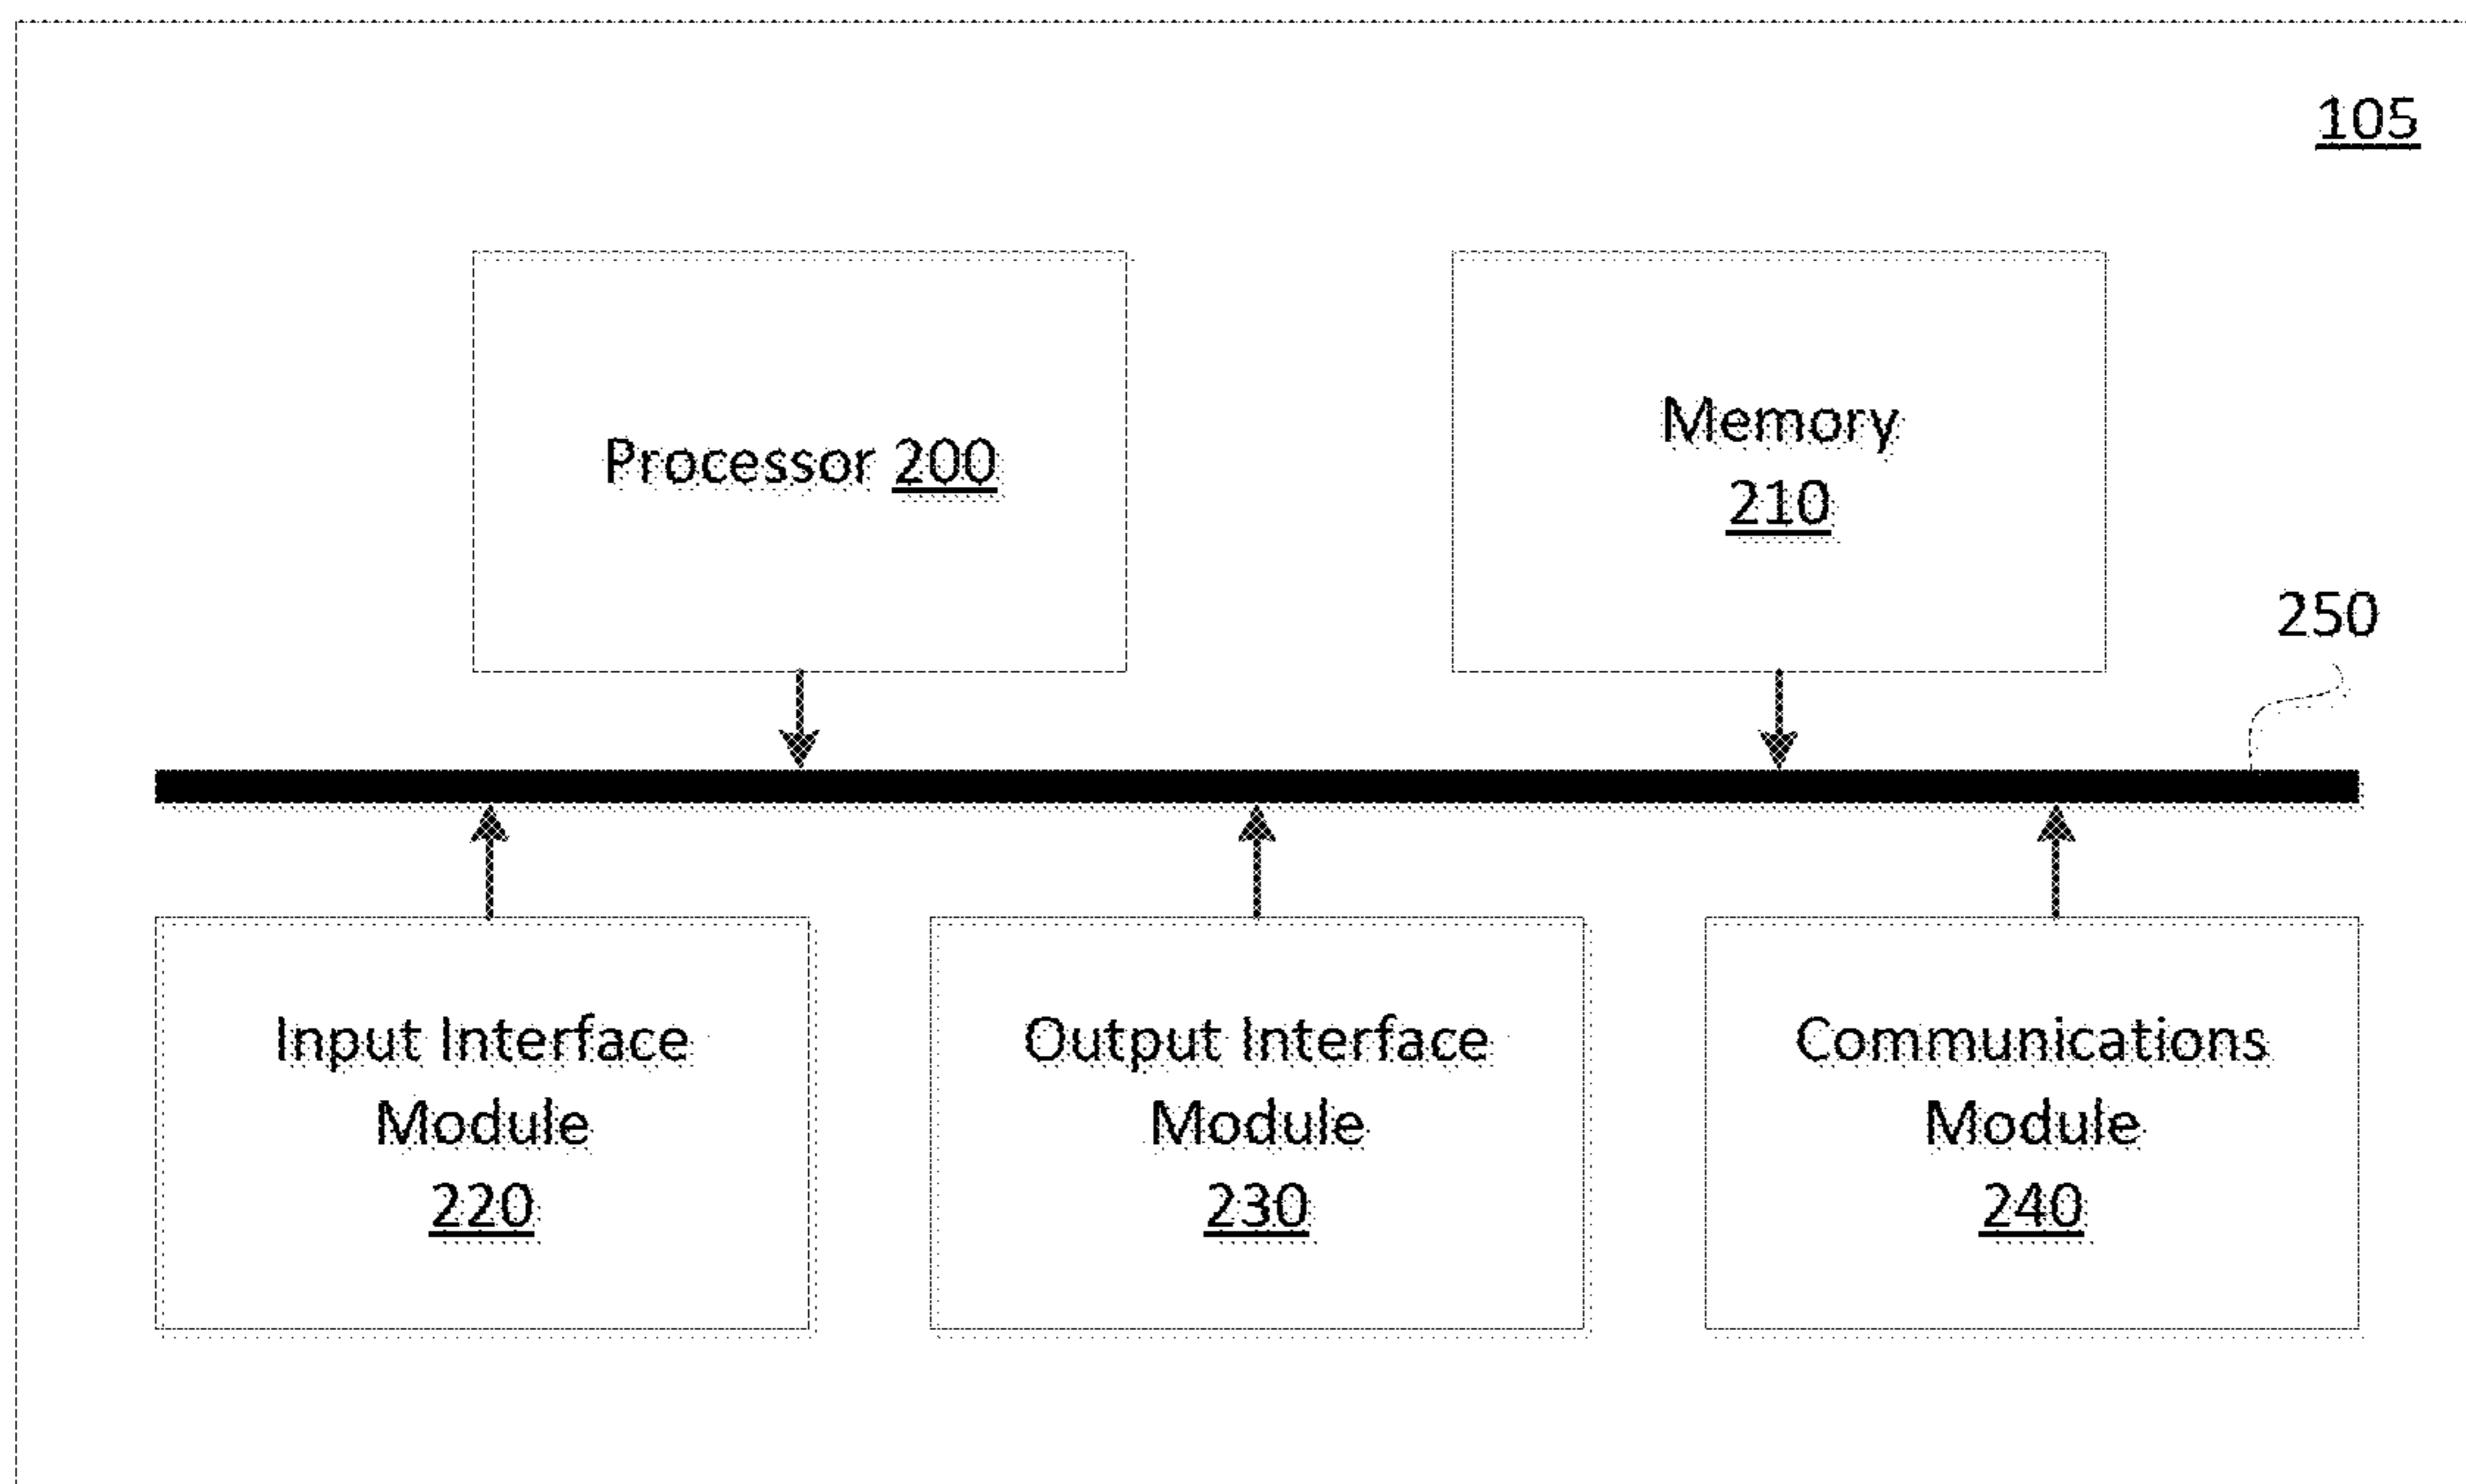 105
Processor 200
Memory
210
250
Input Interface
Module
220
Output Interface
Module
230
Communications
Module
240